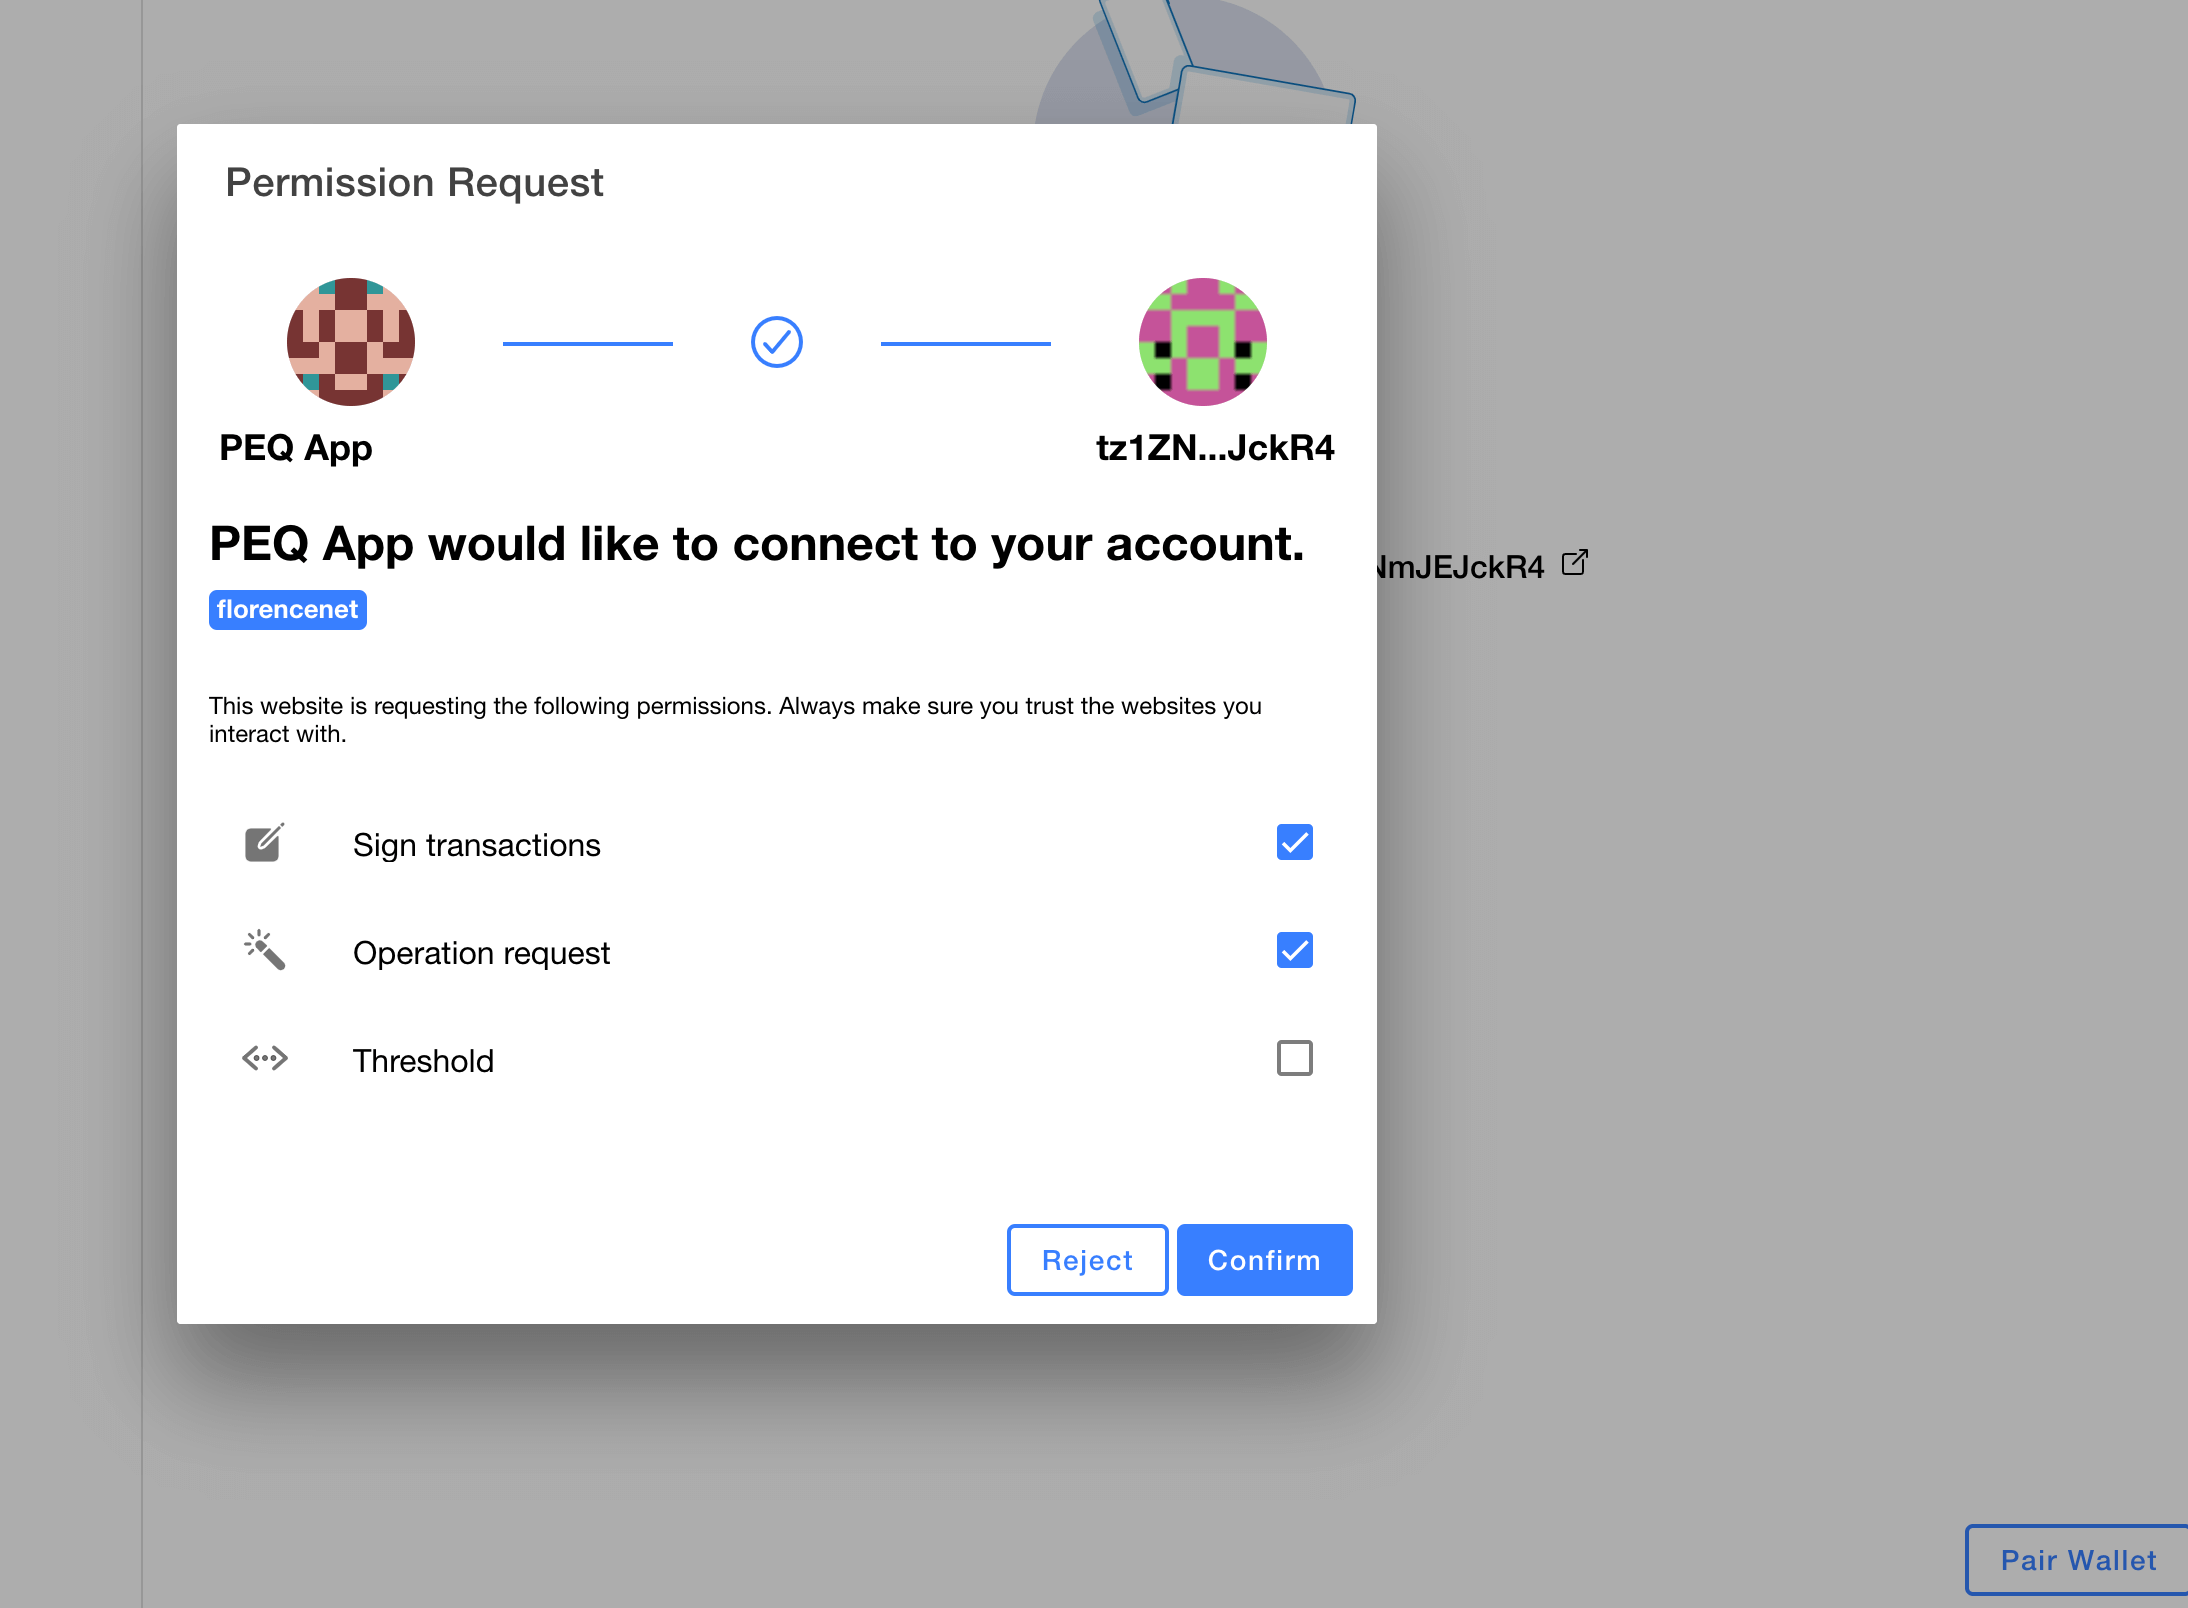 Permission Request
PEQ App
tz1ZN...JckR4
PEQ App would like to connect to your account.
florencenet
NmJEJckR4
This website is requesting the following permissions. Always make sure you trust the websites you
interact with.
Sign transactions
Operation request
Threshold
Reject
Confirm
Pair Wallet